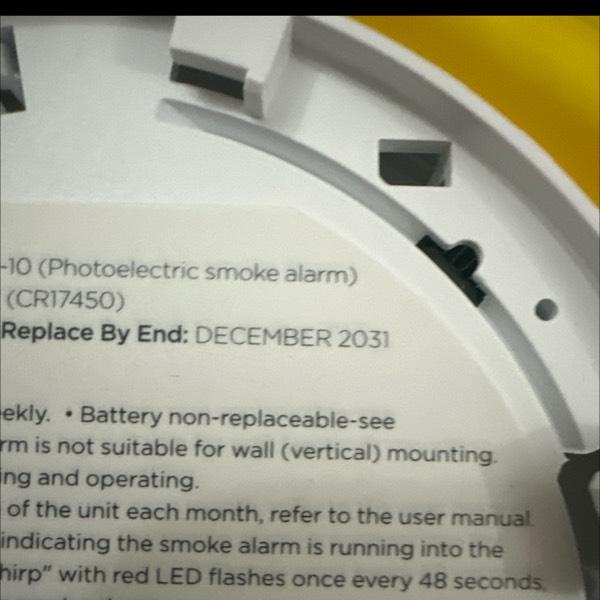 -10 (Photoelectric smoke alarm)
(CR17450)
Replace By End: DECEMBER 2031
ekly. • Battery non-replaceable-see
rm is not suitable for wall (vertical) mounting.
ing and operating.
of the unit each month, refer to the user manual.
indicating the smoke alarm is running into the
hirp" with red LED flashes once every 48 seconds,